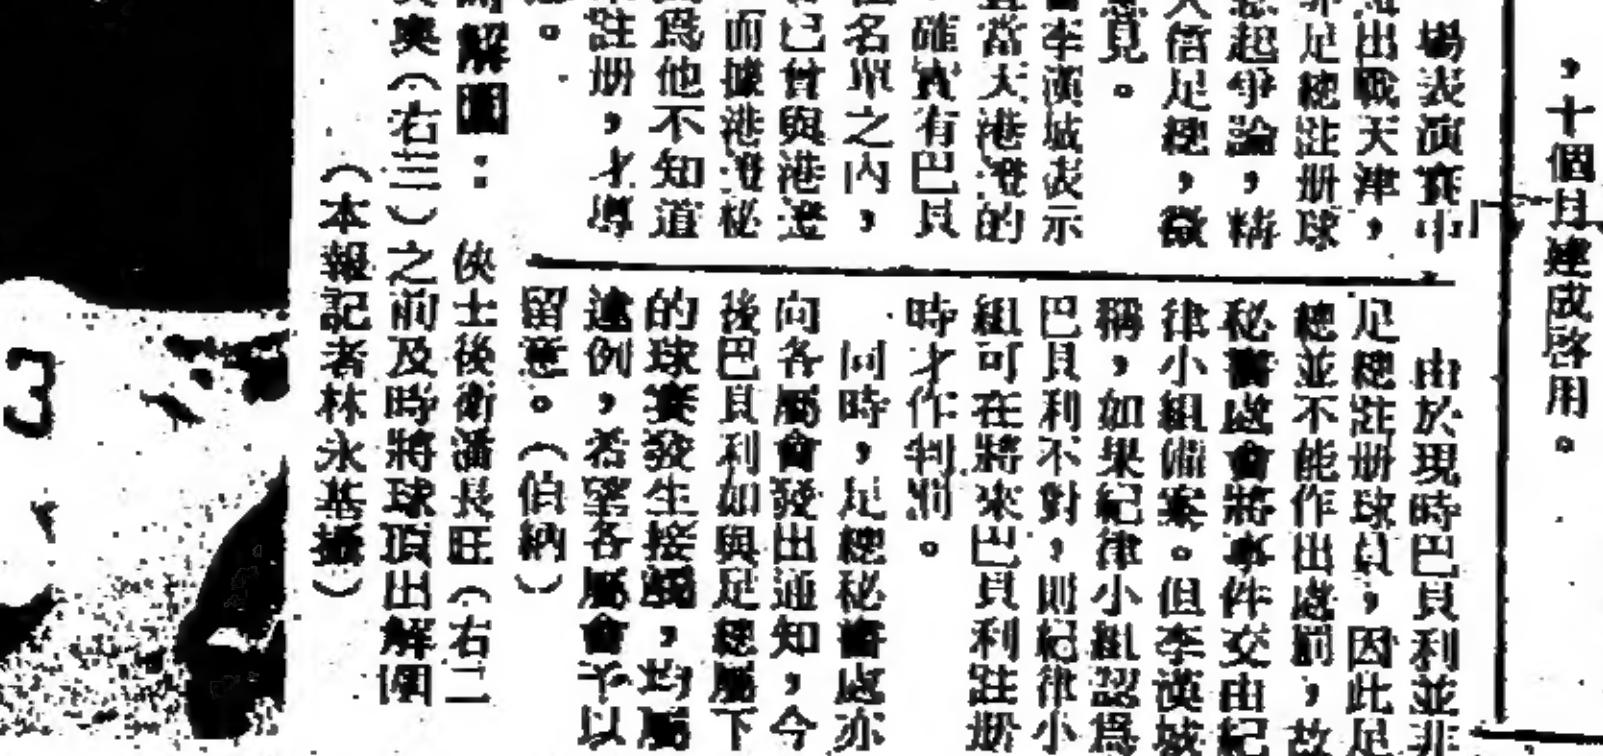 ，十個月建成啓用。
場表演賽中，
出戰天津，
足總註册球
起爭論，精
信足總，徵
意見。
李漢城表示
當天港澳的
確實有巴貝
名單之內，
已曾與港澳
而據港澳秘
爲他不知道
註册，才導
。
由於現時巴貝利並非
足總註册球員，因此足
總並不能作出處罰，故
秘書處會將事件交由紀
律小組備案。但李漢城
稱，如果紀律小組認爲
巴貝利不對，則紀律小
組可在將來巴貝利註册
時才作判罰。
同時，足總秘書處亦
向各屬會發出通知，今
後巴貝利如與足總屬下
的球賽發生接觸，均屬
違例，希望各屬會予以
留意。（伯納）
解圍：俠士後衛潘長旺（右二
奧（右三）之前及時將球頂出解圍
（本報記者林永基攝）
3